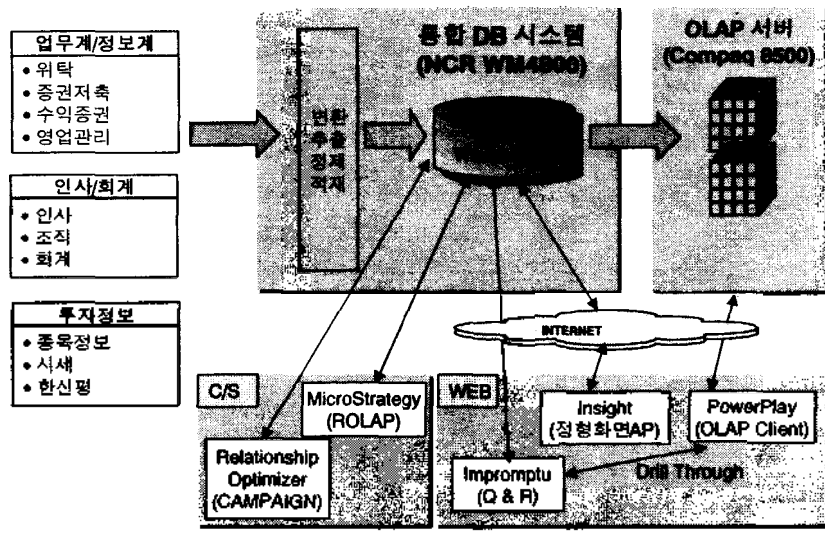 업무계/정보계
• 위탁
• 증권저축
• 수익증권
• 영업관리
인사/회계
• 인사
• 조직
• 회계
투자정보
• 종목정보
• 시세
• 한신평
변환
추출
정제
적재
통합 DB 시스템
(NCR WM4800)
OLAP 서버
(Compaq 8500)
INTERNET
C/S
MicroStrategy
(ROLAP)
Relationship
Optimizer
(CAMPAIGN)
WEB
Insight
(정형화면AP)
PowerPlay
(OLAP Client)
Impromptu
(Q & R)
Drill Through